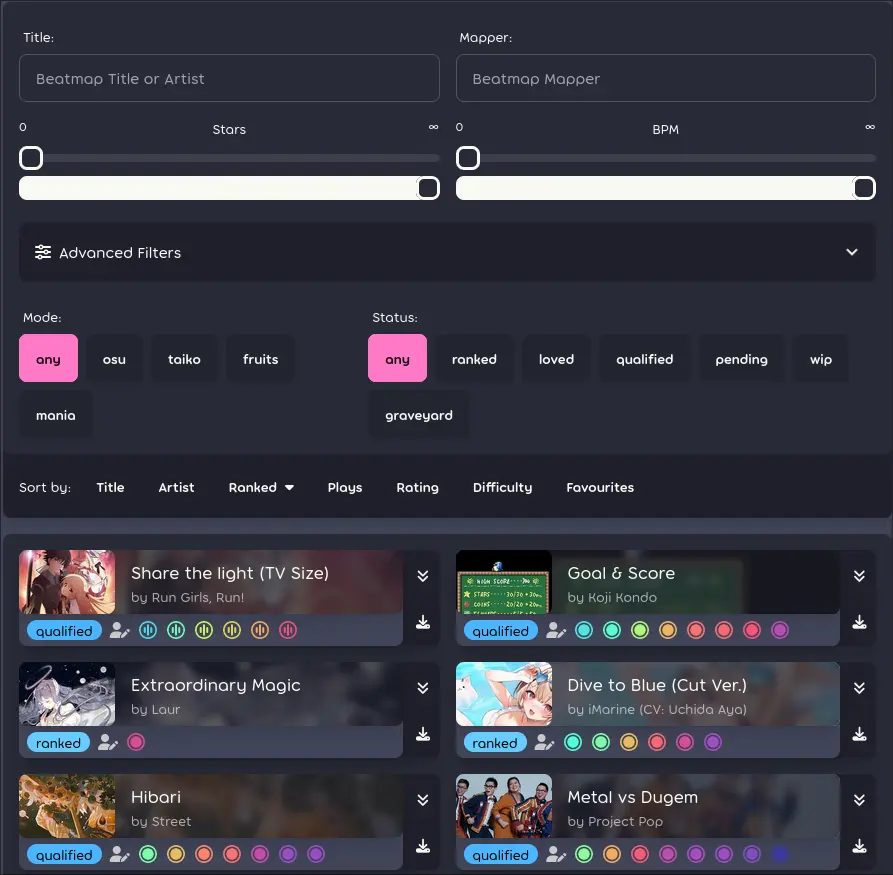 Title:
Mapper:
Beatmap Title or Artist
Beatmap Mapper
0 Stars ∞
0 BPM ∞
Advanced Filters
Mode:
Status:
any osu taiko fruits
mania
any ranked loved qualified pending wip
graveyard
Sort by: Title Artist Ranked Plays Rating Difficulty Favourites
Share the light (TV Size)
by Run Girls, Run!
qualified
Goal & Score
by Koji Kondo
qualified
Extraordinary Magic
by Laur
ranked
Dive to Blue (Cut Ver.)
by iMarine (CV: Uchida Aya)
ranked
Hibari
by Street
qualified
Metal vs Dugem
by Project Pop
qualified